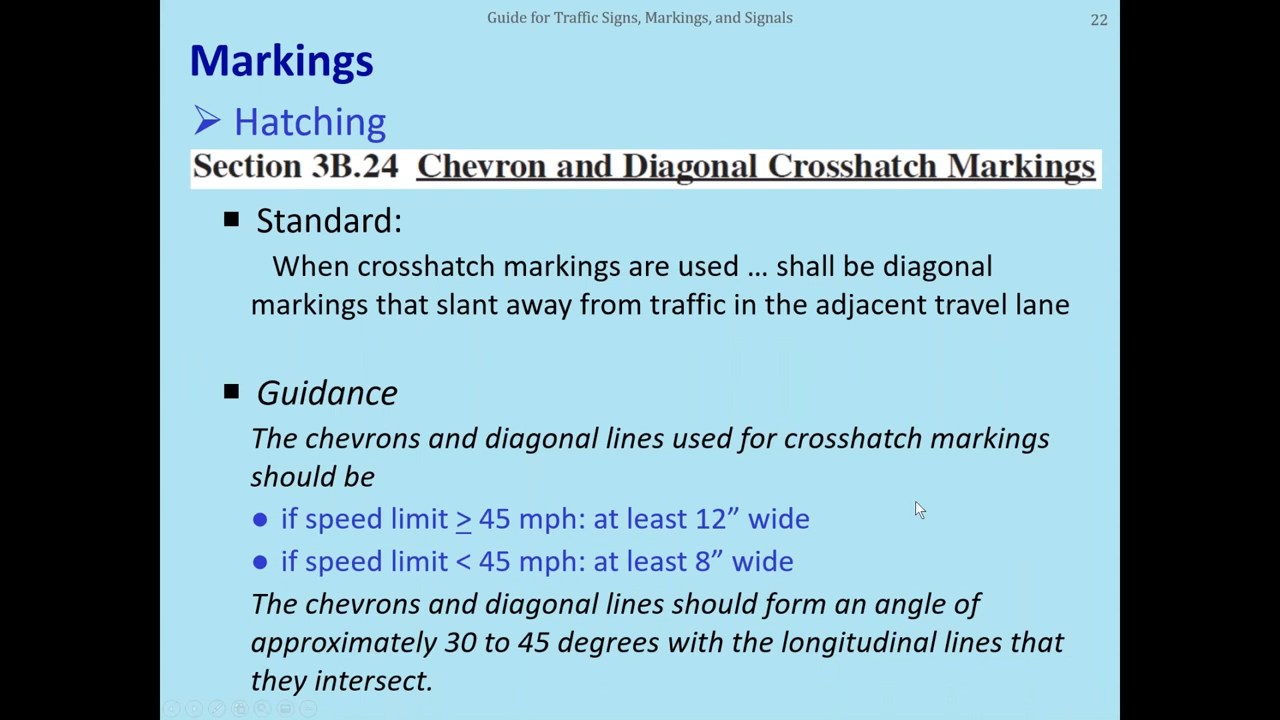 Guide for Traffic Signs, Markings, and Signals
22
Markings
➢ Hatching
Section 3B.24 Chevron and Diagonal Crosshatch Markings
■ Standard:
When crosshatch markings are used … shall be diagonal
markings that slant away from traffic in the adjacent travel lane
■ Guidance
The chevrons and diagonal lines used for crosshatch markings
should be
● if speed limit ≥ 45 mph: at least 12” wide
● if speed limit < 45 mph: at least 8” wide
The chevrons and diagonal lines should form an angle of
approximately 30 to 45 degrees with the longitudinal lines that
they intersect.